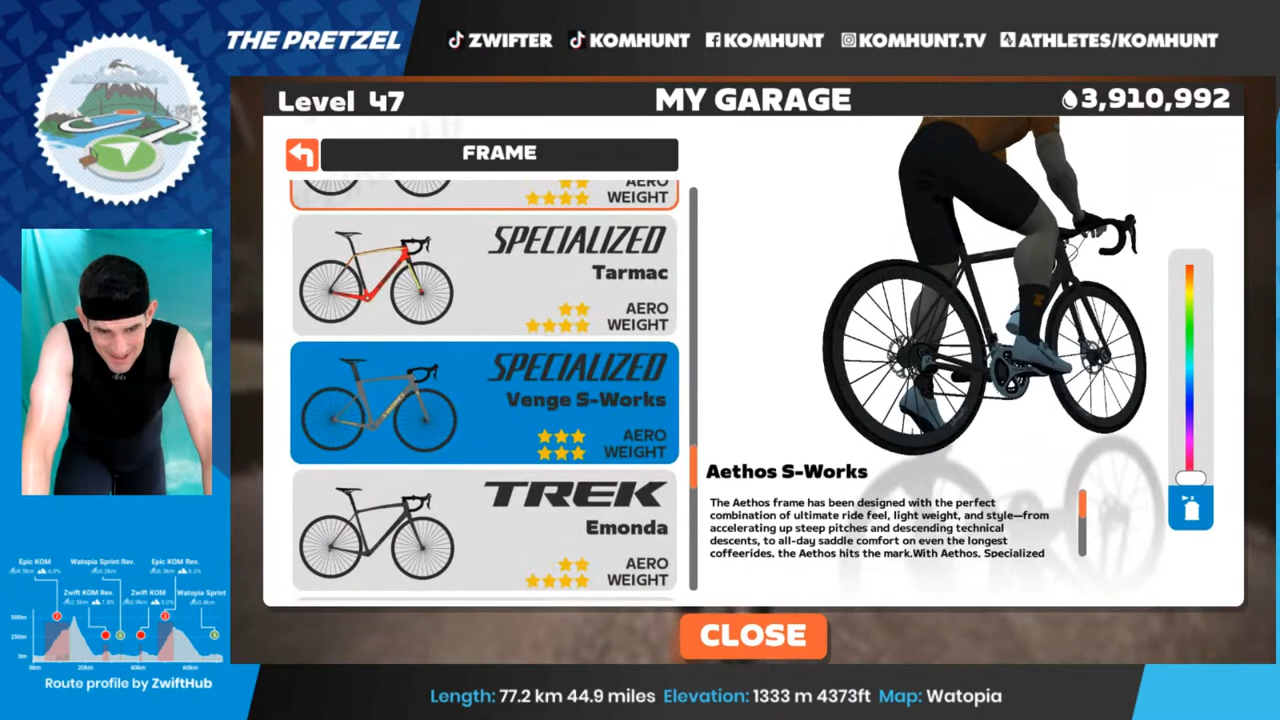 THE PRETZEL
ZWIFTER KOMHUNT KOMHUNT KOMHUNT.TV ATHLETES/KOMHUNT
Level 47
MY GARAGE
3,910,992
FRAME
AERO
WEIGHT
SPECIALIZED
Tarmac
AERO
WEIGHT
SPECIALIZED
Venge S-Works
AERO
WEIGHT
TREK
Emonda
AERO
WEIGHT
Aethos S-Works
The Aethos frame has been designed with the perfect
combination of ultimate ride feel, light weight, and style—from
accelerating up steep pitches and descending technical
descents, to all-day saddle comfort on even the longest
coffeerides, the Aethos hits the mark.With Aethos, Specialized
CLOSE
Epic KOM
Watopia Sprint Rev.
Epic KOM Rev.
Zwift KOM Rev.
Zwift KOM
Watopia Sprint
500m
250m
0m
0km 20km 40km 60km
Route profile by ZwiftHub
Length: 77.2 km 44.9 miles Elevation: 1333 m 4373ft Map: Watopia